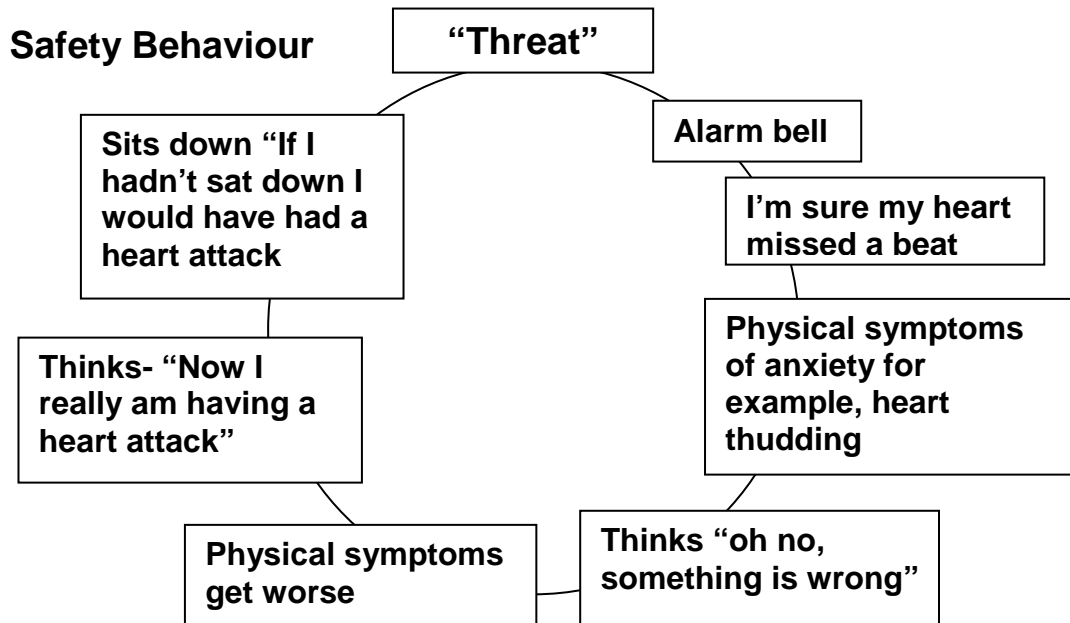 Safety Behaviour
“Threat”
Alarm bell
I’m sure my heart
missed a beat
Physical symptoms
of anxiety for
example, heart
thudding
Thinks “oh no,
something is wrong”
Physical symptoms
get worse
Thinks- “Now I
really am having a
heart attack”
Sits down “If I
hadn’t sat down I
would have had a
heart attack